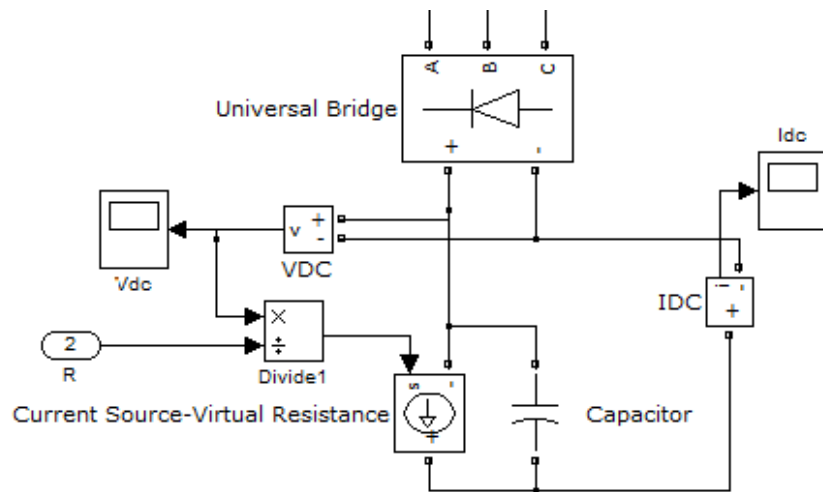 A B C
Universal Bridge
+ -
Idc
v + -
VDC
Vdc
i -
+
IDC
×
÷
2
R
Divide1
s -
+
Current Source-Virtual Resistance
Capacitor